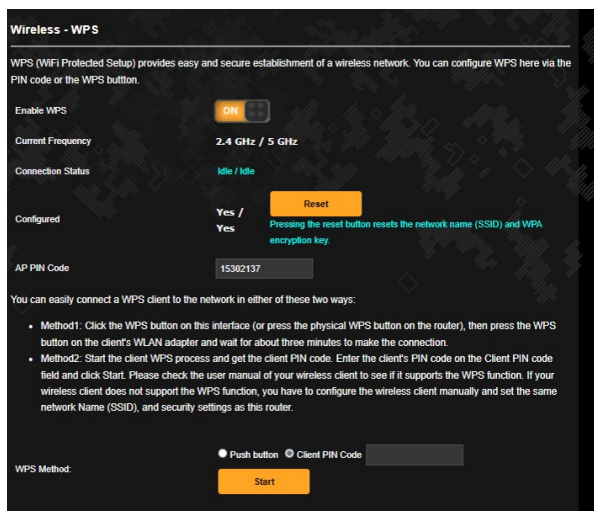 Wireless - WPS
WPS (WiFi Protected Setup) provides easy and secure establishment of a wireless network. You can configure WPS here via the
PIN code or the WPS buttton.
Enable WPS
ON
Current Frequency
2.4 GHz / 5 GHz
Connection Status
Idle / Idle
Configured
Yes /
Yes
Reset
Pressing the reset button resets the network name (SSID) and WPA
encryption key.
AP PIN Code
15302137
You can easily connect a WPS client to the network in either of these two ways:
• Method1: Click the WPS button on this interface (or press the physical WPS button on the router), then press the WPS
button on the client's WLAN adapter and wait for about three minutes to make the connection.
• Method2: Start the client WPS process and get the client PIN code. Enter the client's PIN code on the Client PIN code
field and click Start. Please check the user manual of your wireless client to see if it supports the WPS function. If your
wireless client does not support the WPS function, you have to configure the wireless client manually and set the same
network Name (SSID), and security settings as this router.
WPS Method:
Push button Client PIN Code
Start